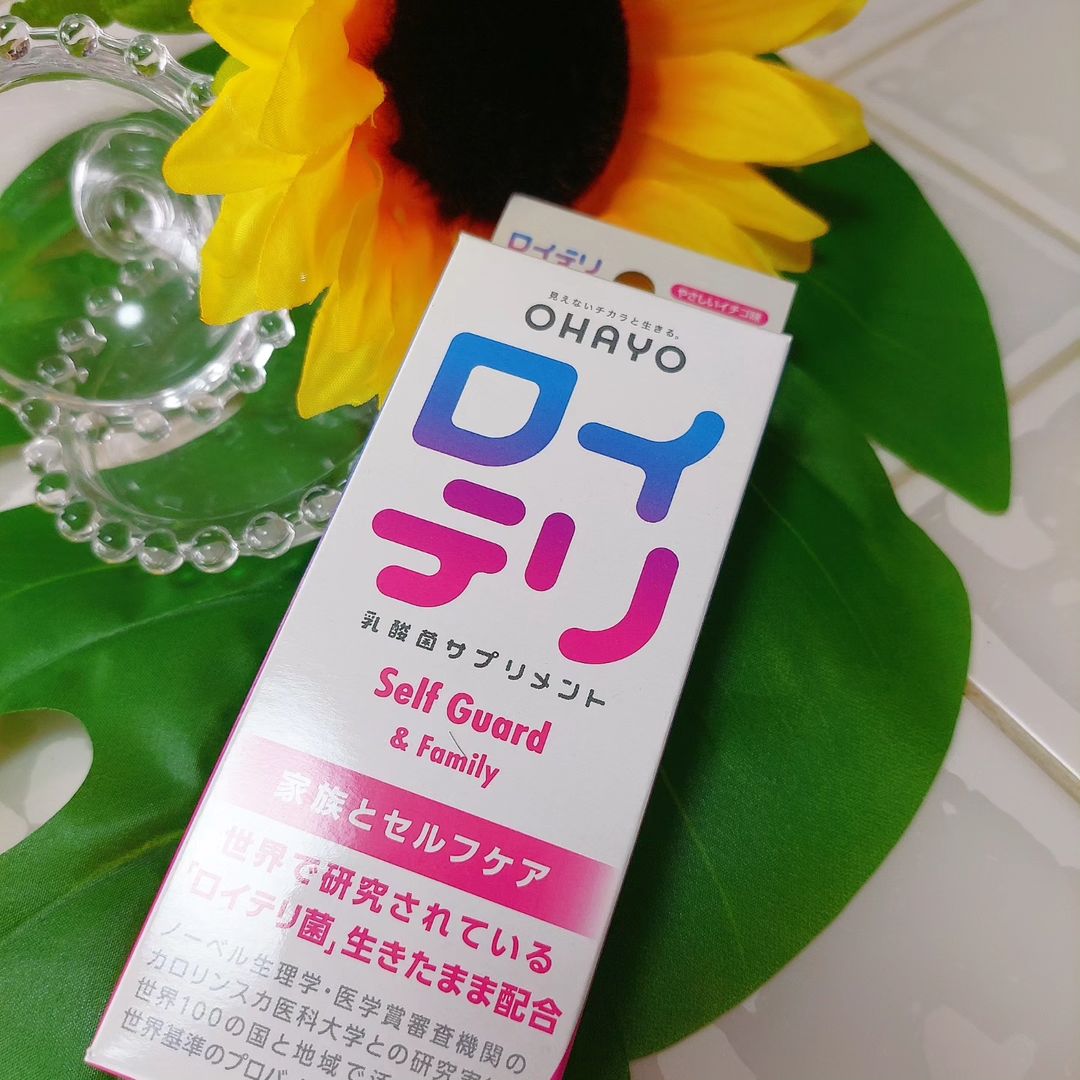 ロイテリ
やさしいイチゴ味
見えないチカラと生きる。
OHAYO
ロイ
テリ
乳酸菌サプリメント
Self Guard
& Family
家族とセルフケア
世界で研究されている
「ロイテリ菌」生きたまま配合
ノーベル生理学・医学賞審査機関の
カロリンスカ医科大学との研究実
世界100の国と地域で
世界基準のプロバ